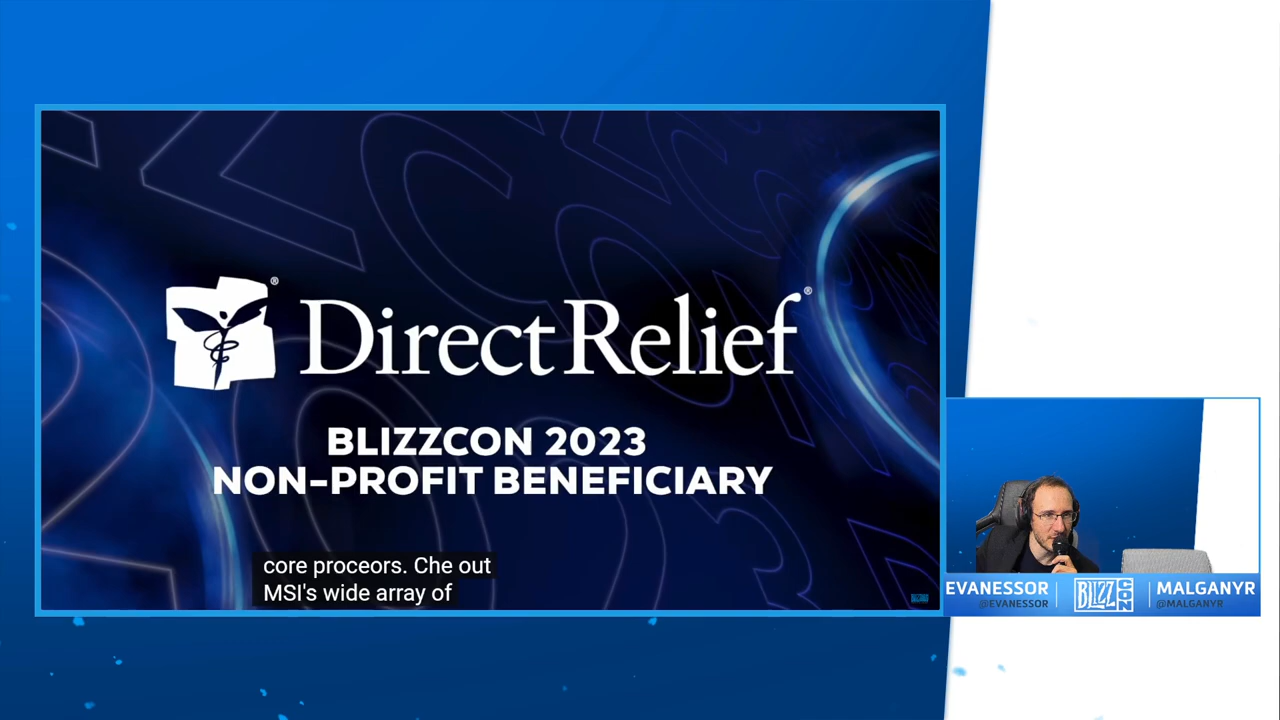 DirectRelief®
BLIZZCON 2023
NON-PROFIT BENEFICIARY
core proceors. Che out
MSI's wide array of
EVANESSOR
@EVANESSOR
BLIZZCON
MALGANYR
@MALGANYR